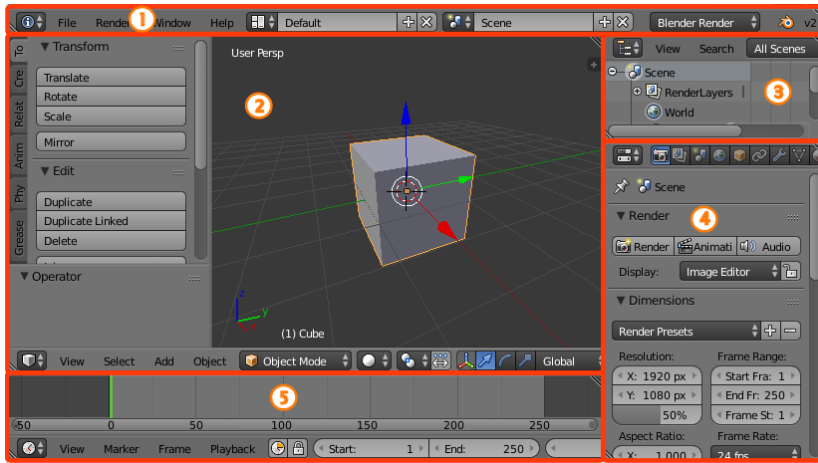 File Render Window Help Default Scene Blender Render v2
1
To
Cre
Relat
Anim
Phy
Grease
Transform
Translate
Rotate
Scale
Mirror
Edit
Duplicate
Duplicate Linked
Delete
Operator
User Persp
2
z
y
x
(1) Cube
View Select Add Object Object Mode Global
View Search All Scenes
Scene
RenderLayers
World
3
Scene
Render
4
Render Animati Audio
Display: Image Editor
Dimensions
Render Presets
Resolution: Frame Range:
X: 1920 px Start Fra: 1
Y: 1080 px End Fr: 250
50% Frame St: 1
Aspect Ratio: Frame Rate:
X: 1.000 24 fps
5
-50 0 50 100 150 200 250
View Marker Frame Playback Start: 1 End: 250